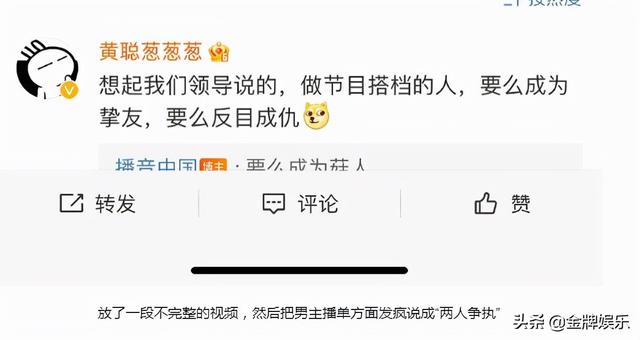 黄聪葱葱葱
想起我们领导说的，做节目搭档的人，要么成为
挚友，要么反目成仇
播音中国 博主：要么成为
转发 评论 赞
放了一段不完整的视频，然后把男主播单方面发疯说成“两人争执”
头条 @金牌娱乐